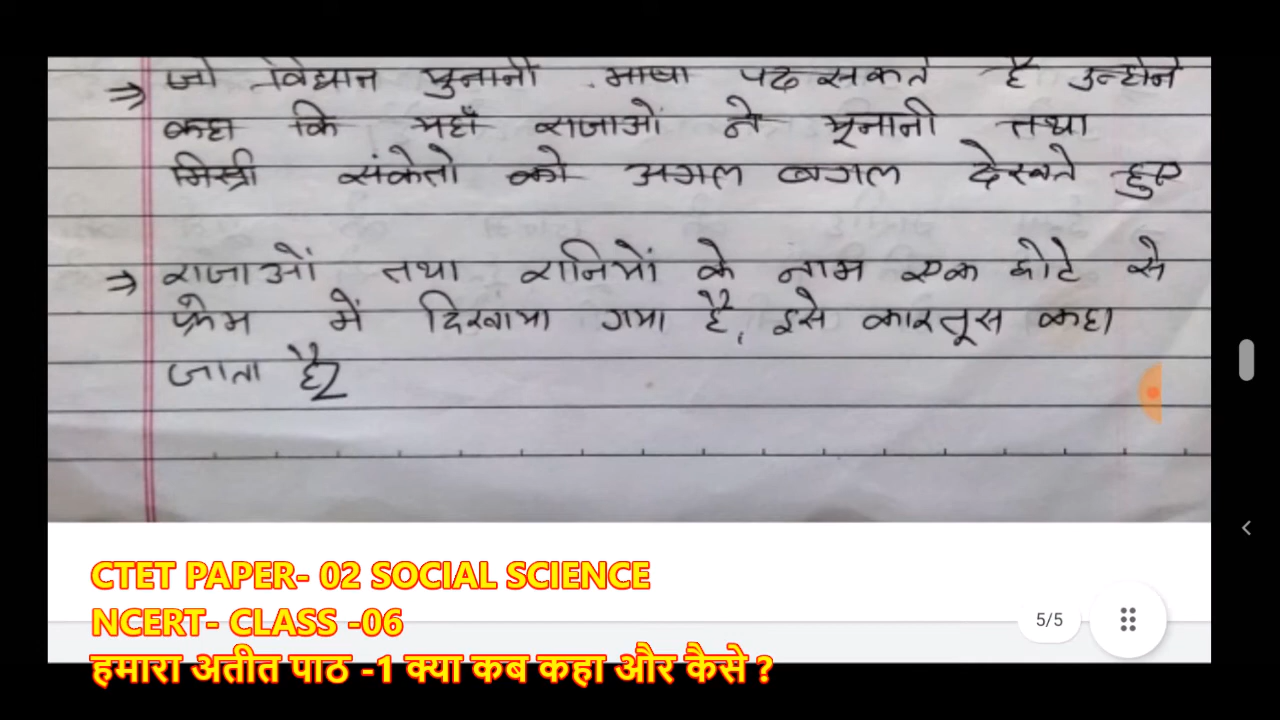 ⇒ जो विद्वान युनानी भाषा पढ सकते है उन्होने
कहा कि यहाँ राजाओं ने यूनानी तथा
मिस्त्री संकेतो को अगल बगल देखते हुए
⇒ राजाओं तथा रानियों के नाम एक छोटे से
फ्रेम में दिखाया गया है, इसे कारतूस कहा
जाता है
5/5
CTET PAPER- 02 SOCIAL SCIENCE
NCERT- CLASS -06
हमारा अतीत पाठ -1 क्या कब कहा और कैसे ?